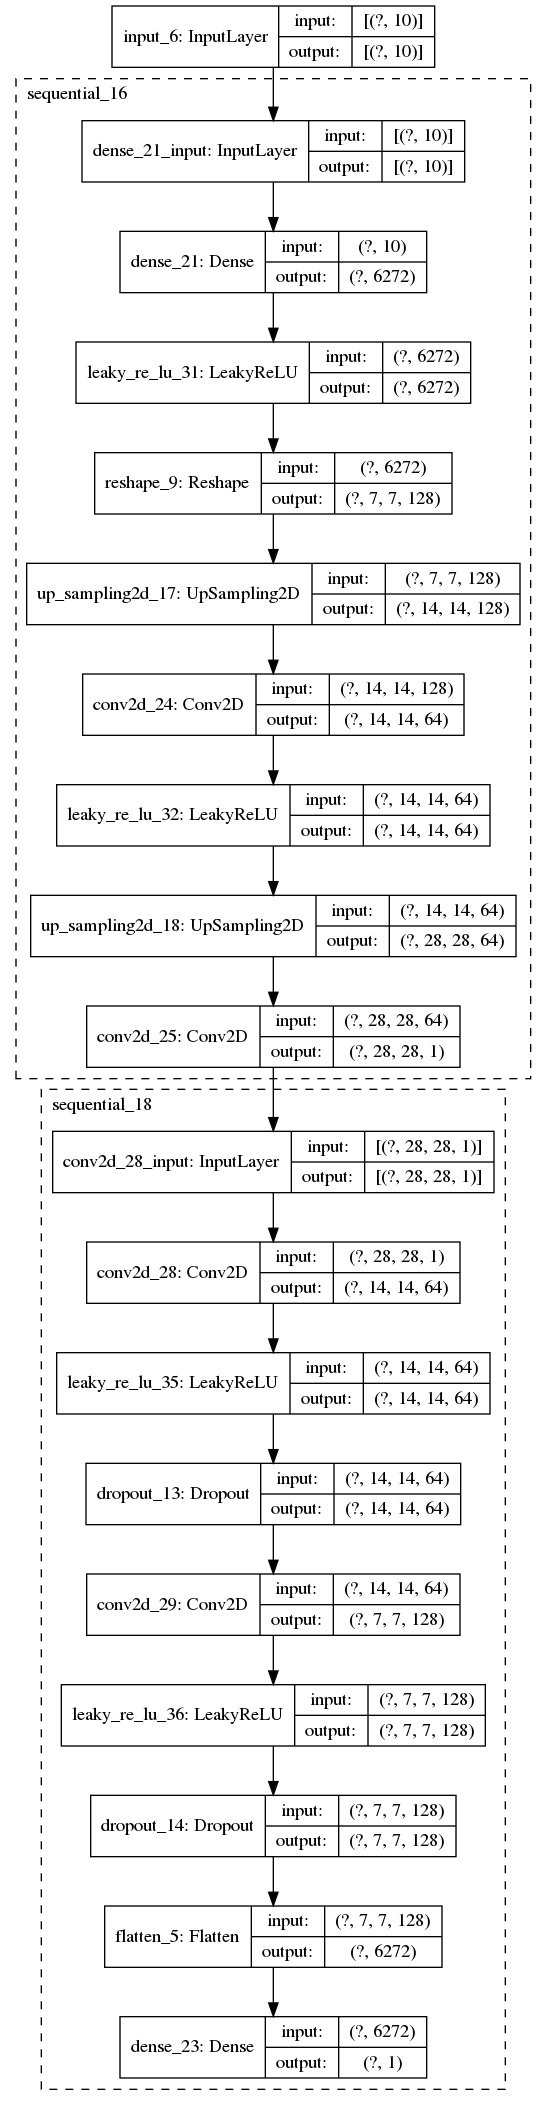 input_6: InputLayer
input: [(?, 10)]
output: [(?, 10)]
sequential_16
dense_21_input: InputLayer
input: [(?, 10)]
output: [(?, 10)]
dense_21: Dense
input: (?, 10)
output: (?, 6272)
leaky_re_lu_31: LeakyReLU
input: (?, 6272)
output: (?, 6272)
reshape_9: Reshape
input: (?, 6272)
output: (?, 7, 7, 128)
up_sampling2d_17: UpSampling2D
input: (?, 7, 7, 128)
output: (?, 14, 14, 128)
conv2d_24: Conv2D
input: (?, 14, 14, 128)
output: (?, 14, 14, 64)
leaky_re_lu_32: LeakyReLU
input: (?, 14, 14, 64)
output: (?, 14, 14, 64)
up_sampling2d_18: UpSampling2D
input: (?, 14, 14, 64)
output: (?, 28, 28, 64)
conv2d_25: Conv2D
input: (?, 28, 28, 64)
output: (?, 28, 28, 1)
sequential_18
conv2d_28_input: InputLayer
input: [(?, 28, 28, 1)]
output: [(?, 28, 28, 1)]
conv2d_28: Conv2D
input: (?, 28, 28, 1)
output: (?, 14, 14, 64)
leaky_re_lu_35: LeakyReLU
input: (?, 14, 14, 64)
output: (?, 14, 14, 64)
dropout_13: Dropout
input: (?, 14, 14, 64)
output: (?, 14, 14, 64)
conv2d_29: Conv2D
input: (?, 14, 14, 64)
output: (?, 7, 7, 128)
leaky_re_lu_36: LeakyReLU
input: (?, 7, 7, 128)
output: (?, 7, 7, 128)
dropout_14: Dropout
input: (?, 7, 7, 128)
output: (?, 7, 7, 128)
flatten_5: Flatten
input: (?, 7, 7, 128)
output: (?, 6272)
dense_23: Dense
input: (?, 6272)
output: (?, 1)